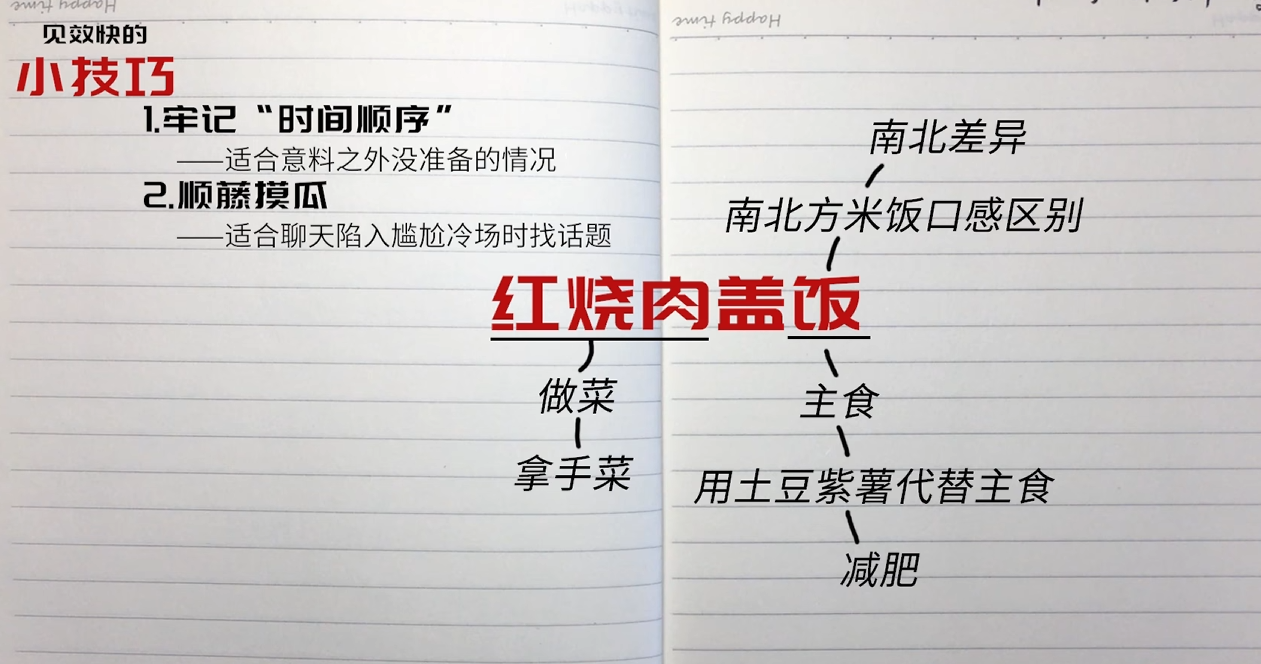 Happy time
Happy time
见效快的
小技巧
1.牢记“时间顺序”
——适合意料之外没准备的情况
2.顺藤摸瓜
——适合聊天陷入尴尬冷场时找话题
南北差异
南北方米饭口感区别
红烧肉盖饭
做菜
拿手菜
主食
用土豆紫薯代替主食
减肥